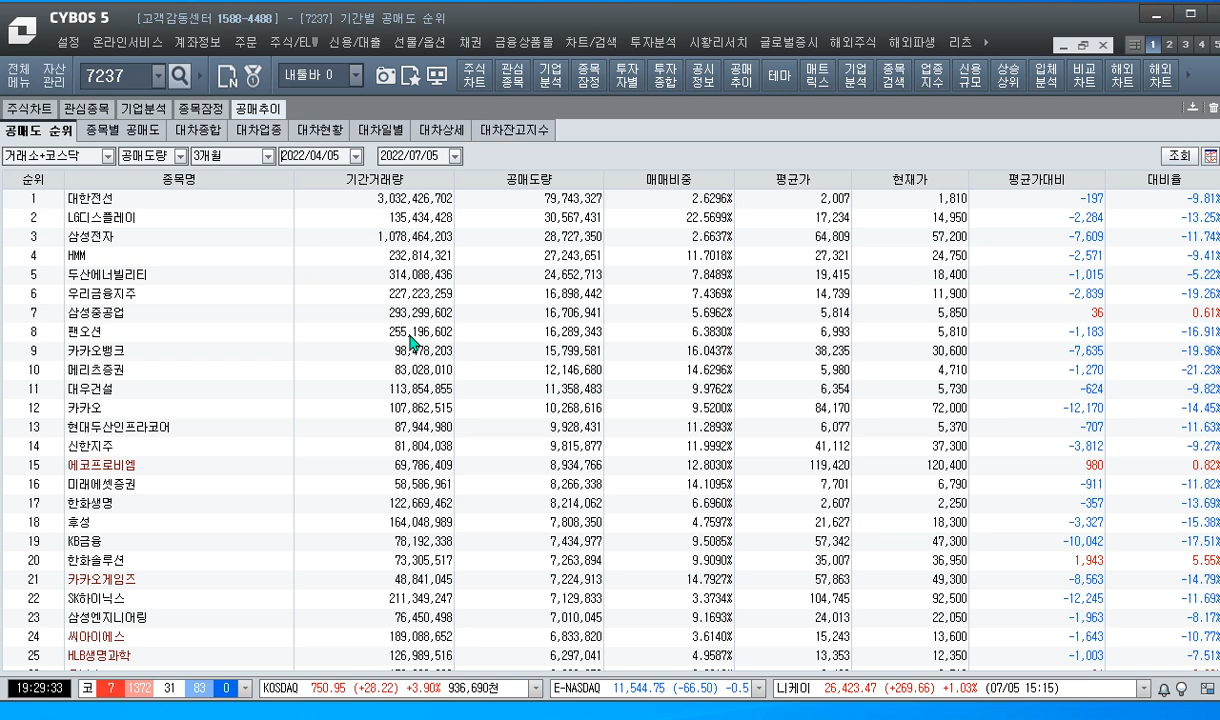 CYBOS 5 [고객감동센터 1588-4488] - [7237] 기간별 공매도 순위
설정 온라인서비스 계좌정보 주문 주식/ELW 신용/대출 선물/옵션 채권 금융상품몰 차트/검색 투자분석 시황리서치 글로벌증시 해외주식 해외파생 리츠 1 2 3 4
전체메뉴 자산관리 7237 내툴바 0 주식차트 관심종목 기업분석 종목잠정 투자자별 투자종합 공시정보 공매추이 테마 매트릭스 기업분석 종목검색 업종지수 신용규모 상승상위 입체분석 비교차트 해외차트 해외차트
주식차트 관심종목 기업분석 종목잠정 공매추이
공매도 순위 종목별 공매도 대차종합 대차업종 대차현황 대차일별 대차상세 대차잔고지수
거래소+코스닥 공매도량 3개월 2022/04/05 2022/07/05 조회
순위 종목명 기간거래량 공매도량 매매비중 평균가 현재가 평균가대비 대비율
1 대한전선 3,032,426,702 79,743,327 2.6296% 2,007 1,810 -197 -9.81%
2 LG디스플레이 135,434,428 30,567,431 22.5699% 17,234 14,950 -2,284 -13.25%
3 삼성전자 1,078,464,203 28,727,350 2.6637% 64,809 57,200 -7,609 -11.74%
4 HMM 232,814,321 27,243,651 11.7018% 27,321 24,750 -2,571 -9.41%
5 두산에너빌리티 314,088,436 24,652,713 7.8489% 19,415 18,400 -1,015 -5.22%
6 우리금융지주 227,223,259 16,898,442 7.4369% 14,739 11,900 -2,839 -19.26%
7 삼성중공업 293,299,602 16,706,941 5.6962% 5,814 5,850 36 0.61%
8 팬오션 255,196,602 16,289,343 6.3830% 6,993 5,810 -1,183 -16.91%
9 카카오뱅크 98,478,203 15,799,581 16.0437% 38,235 30,600 -7,635 -19.96%
10 메리츠증권 83,028,010 12,146,680 14.6296% 5,980 4,710 -1,270 -21.23%
11 대우건설 113,854,855 11,358,483 9.9762% 6,354 5,730 -624 -9.82%
12 카카오 107,862,515 10,268,616 9.5200% 84,170 72,000 -12,170 -14.45%
13 현대두산인프라코어 87,944,980 9,928,431 11.2893% 6,077 5,370 -707 -11.63%
14 신한지주 81,804,038 9,815,877 11.9992% 41,112 37,300 -3,812 -9.27%
15 에코프로비엠 69,786,409 8,934,766 12.8030% 119,420 120,400 980 0.82%
16 미래에셋증권 58,586,961 8,266,338 14.1095% 7,701 6,790 -911 -11.82%
17 한화생명 122,669,462 8,214,062 6.6960% 2,607 2,250 -357 -13.69%
18 후성 164,048,989 7,808,350 4.7597% 21,627 18,300 -3,327 -15.38%
19 KB금융 78,192,338 7,434,977 9.5085% 57,342 47,300 -10,042 -17.51%
20 한화솔루션 73,305,517 7,263,894 9.9090% 35,007 36,950 1,943 5.55%
21 카카오게임즈 48,841,045 7,224,913 14.7927% 57,863 49,300 -8,563 -14.79%
22 SK하이닉스 211,349,247 7,129,833 3.3734% 104,745 92,500 -12,245 -11.69%
23 삼성엔지니어링 76,450,498 7,010,045 9.1693% 24,013 22,050 -1,963 -8.17%
24 씨아이에스 189,088,652 6,833,820 3.6140% 15,243 13,600 -1,643 -10.77%
25 HLB생명과학 126,989,516 6,297,041 4.9587% 13,353 12,350 -1,003 -7.51%
19:29:33 코 7 1372 31 83 0 KOSDAQ 750.95 (+28.22) +3.90% 936,690천 E-NASDAQ 11,544.75 (-66.50) -0.5 니케이 26,423.47 (+269.66) +1.03% (07/05 15:15)